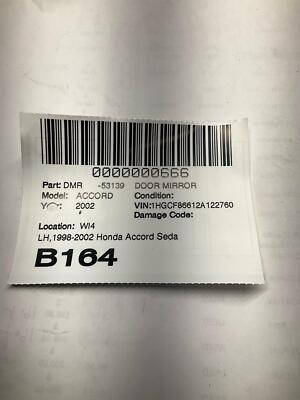 0000000666
Part: DMR -53139 DOOR MIRROR
Model: ACCORD Condition:
Year: 2002 VIN:1HGCF86612A122760
Damage Code:
Location: WI4
LH,1998-2002 Honda Accord Seda
B164